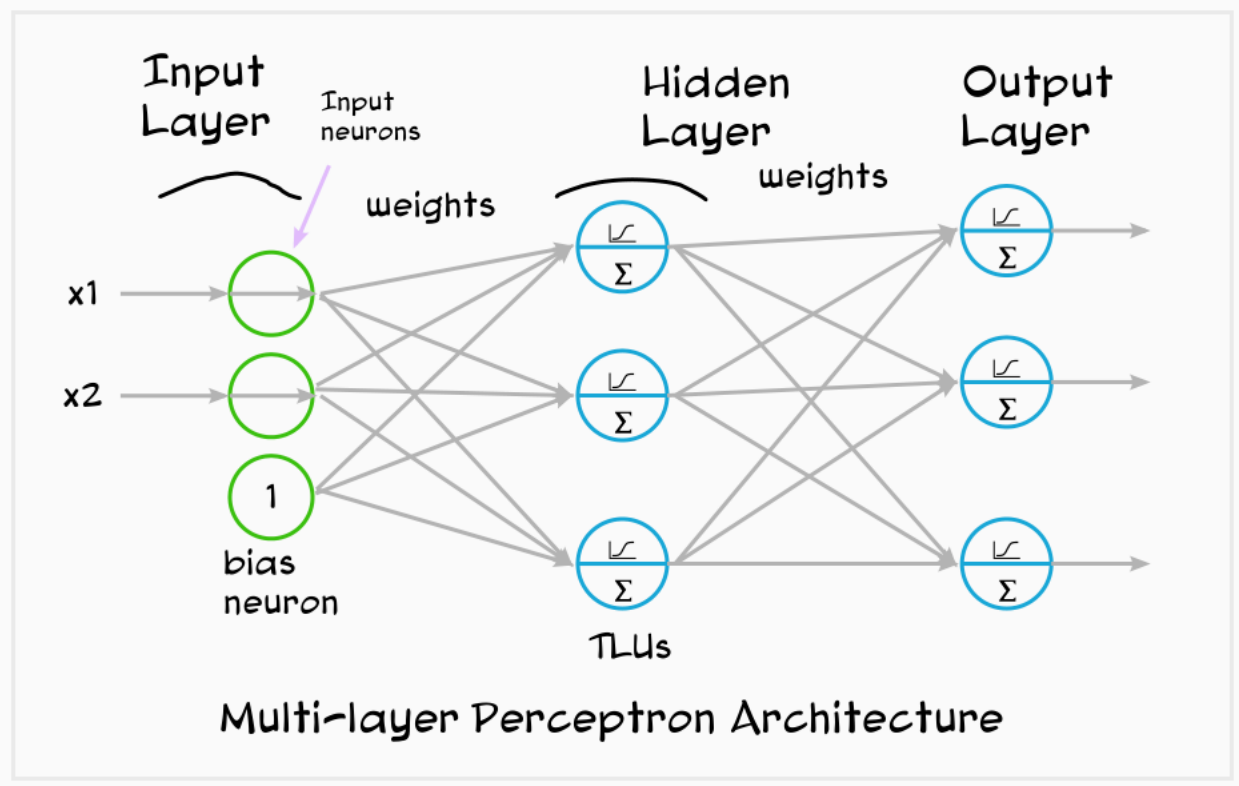 Input
Layer
Input
neurons
Hidden
Layer
Output
Layer
weights
weights
x1
x2
1
bias
neuron
Σ
Σ
Σ
Σ
Σ
Σ
TLUs
Multi-layer Perceptron Architecture